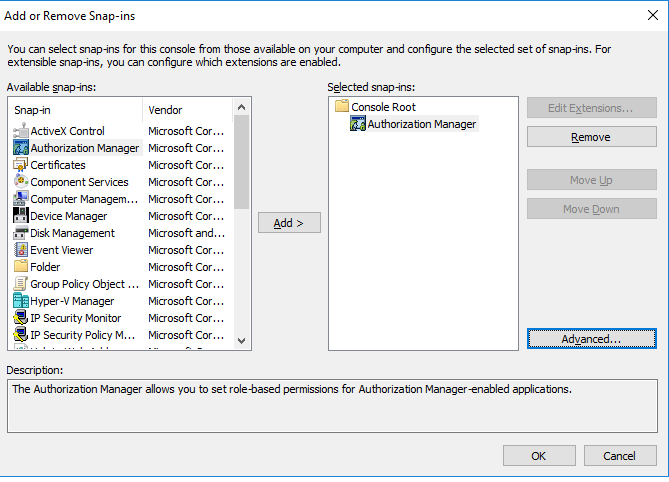 Add or Remove Snap-ins
You can select snap-ins for this console from those available on your computer and configure the selected set of snap-ins. For
extensible snap-ins, you can configure which extensions are enabled.
Available snap-ins:
Snap-in Vendor
ActiveX Control Microsoft Cor...
Authorization Manager Microsoft Cor...
Certificates Microsoft Cor...
Component Services Microsoft Cor...
Computer Managem... Microsoft Cor...
Device Manager Microsoft Cor...
Disk Management Microsoft and...
Event Viewer Microsoft Cor...
Folder Microsoft Cor...
Group Policy Object ... Microsoft Cor...
Hyper-V Manager Microsoft Cor...
IP Security Monitor Microsoft Cor...
IP Security Policy M... Microsoft Cor...
Add >
Selected snap-ins:
Console Root
Authorization Manager
Edit Extensions...
Remove
Move Up
Move Down
Advanced...
Description:
The Authorization Manager allows you to set role-based permissions for Authorization Manager-enabled applications.
OK
Cancel